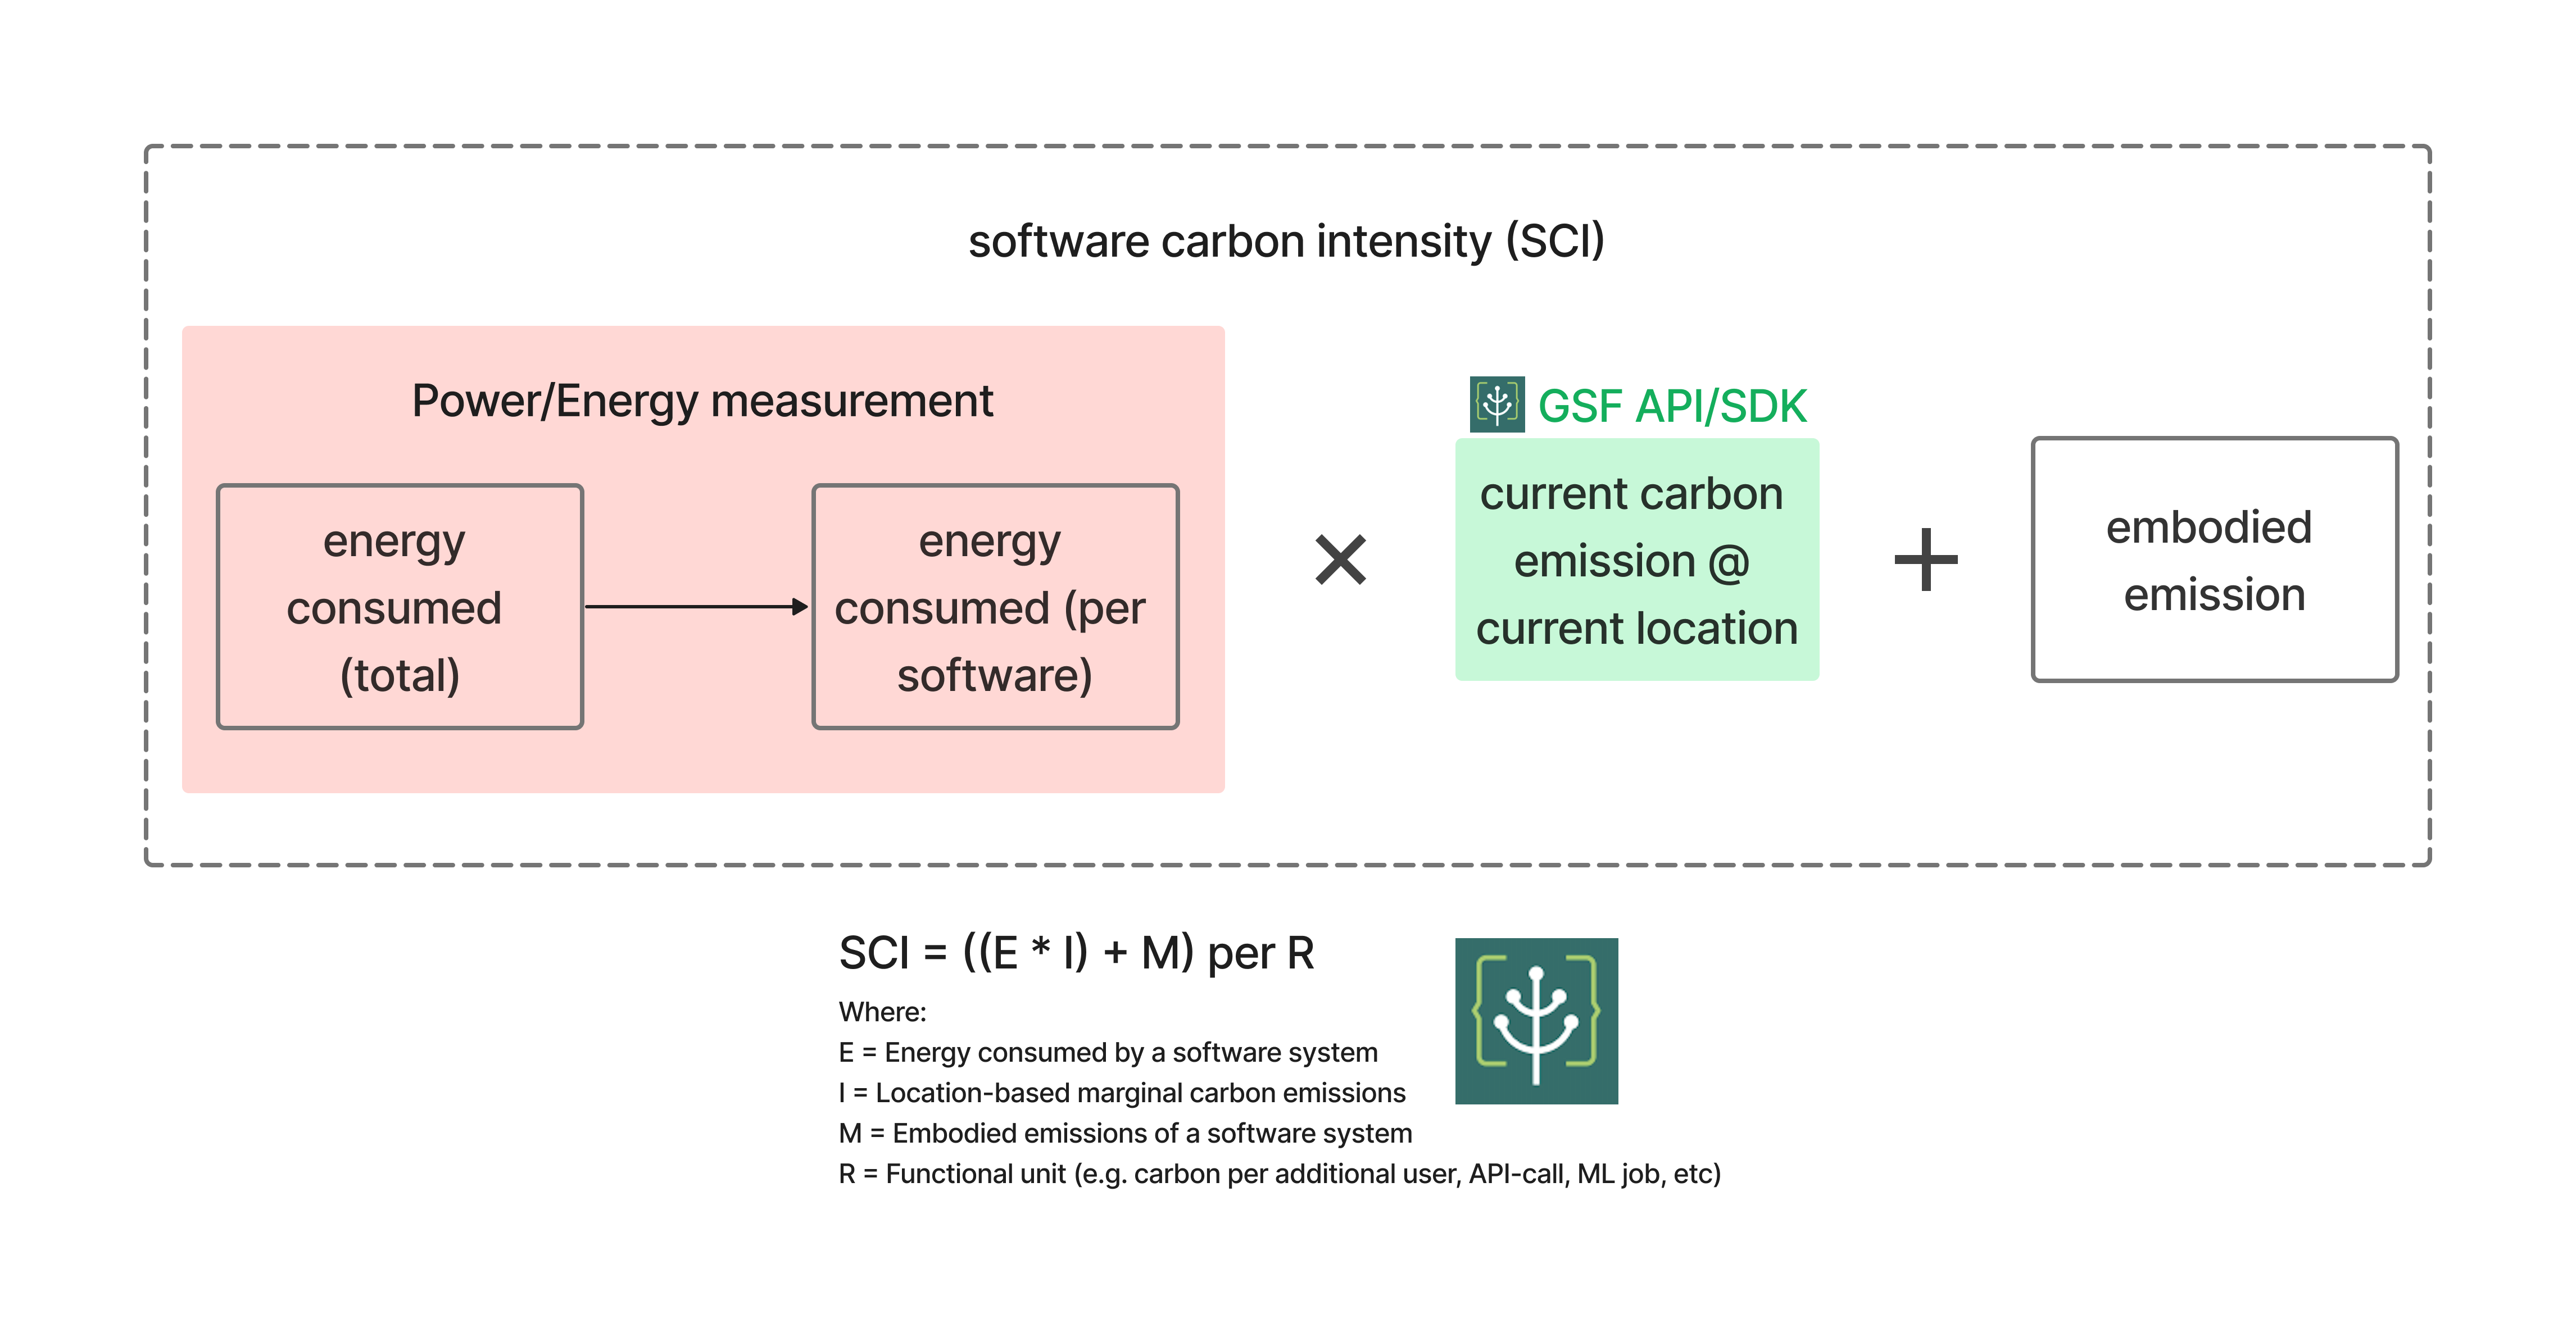 software carbon intensity (SCI)
Power/Energy measurement
energy
consumed
(total)
energy
consumed (per
software)
×
GSF API/SDK
current carbon
emission @
current location
+
embodied
emission
SCI = ((E * I) + M) per R
Where:
E = Energy consumed by a software system
I = Location-based marginal carbon emissions
M = Embodied emissions of a software system
R = Functional unit (e.g. carbon per additional user, API-call, ML job, etc)